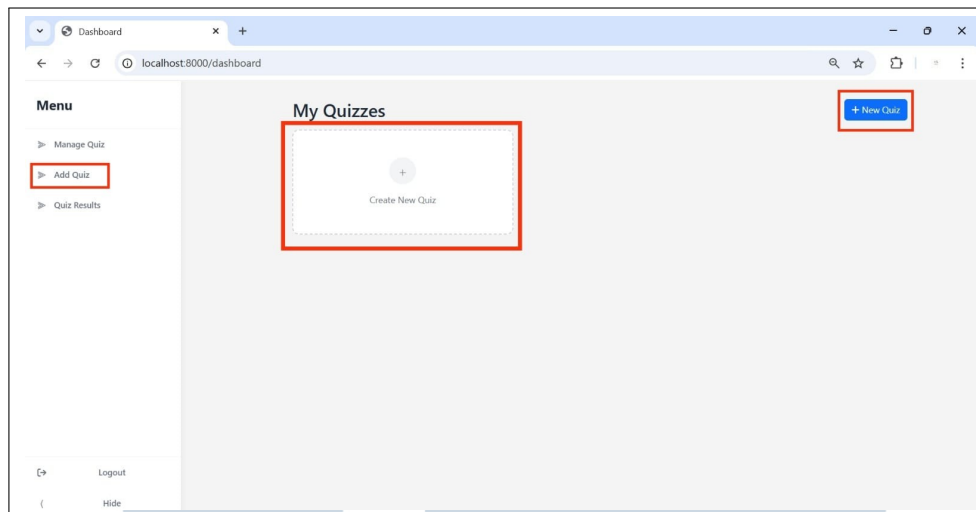 Dashboard
localhost:8000/dashboard
Menu
Manage Quiz
Add Quiz
Quiz Results
My Quizzes
+ New Quiz
+
Create New Quiz
Logout
Hide